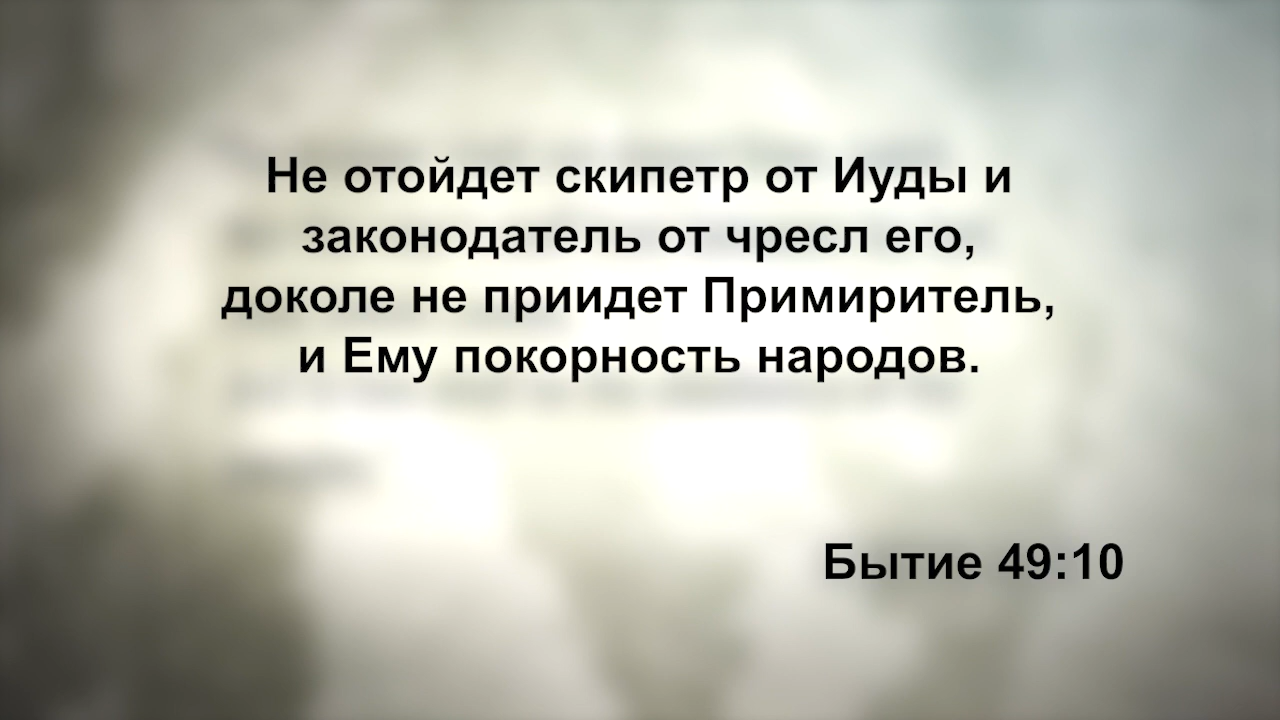 Не отойдет скипетр от Иуды и
законодатель от чресл его,
доколе не приидет Примиритель,
и Ему покорность народов.
Бытие 49:10